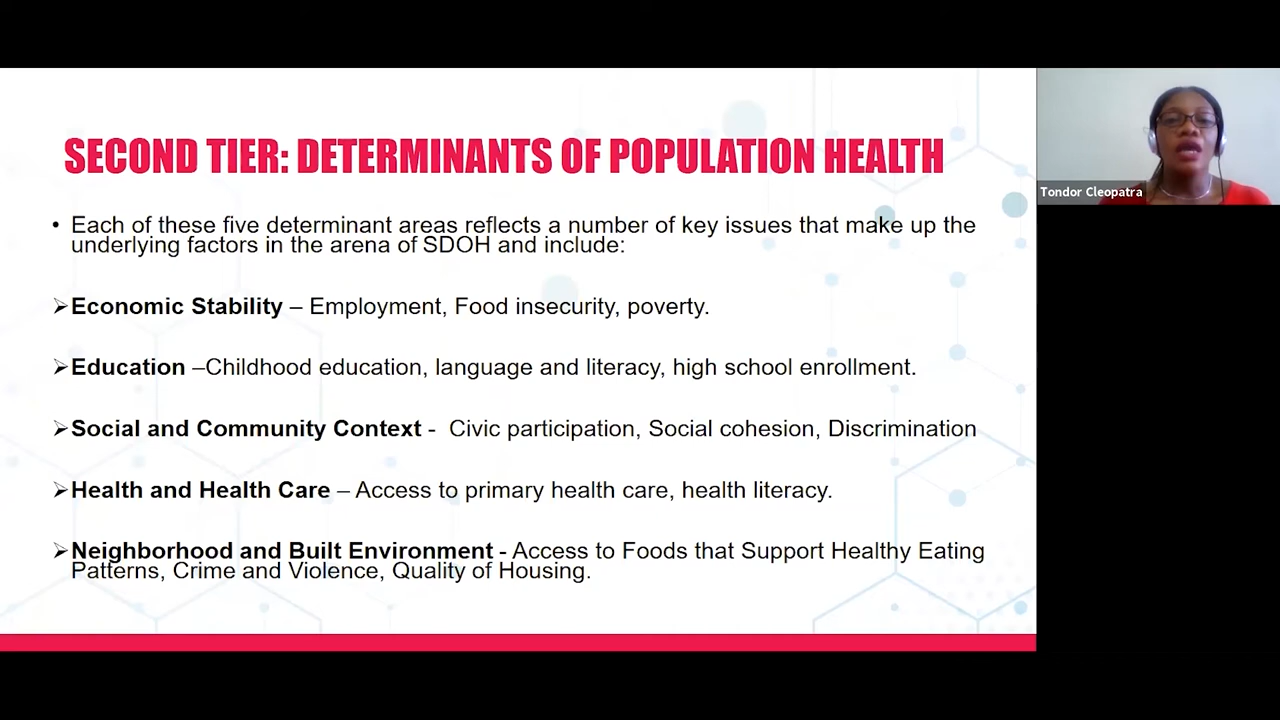 SECOND TIER: DETERMINANTS OF POPULATION HEALTH
• Each of these five determinant areas reflects a number of key issues that make up the
underlying factors in the arena of SDOH and include:
➢Economic Stability – Employment, Food insecurity, poverty.
➢Education –Childhood education, language and literacy, high school enrollment.
➢Social and Community Context - Civic participation, Social cohesion, Discrimination
➢Health and Health Care – Access to primary health care, health literacy.
➢Neighborhood and Built Environment - Access to Foods that Support Healthy Eating
Patterns, Crime and Violence, Quality of Housing.
Tondor Cleopatra